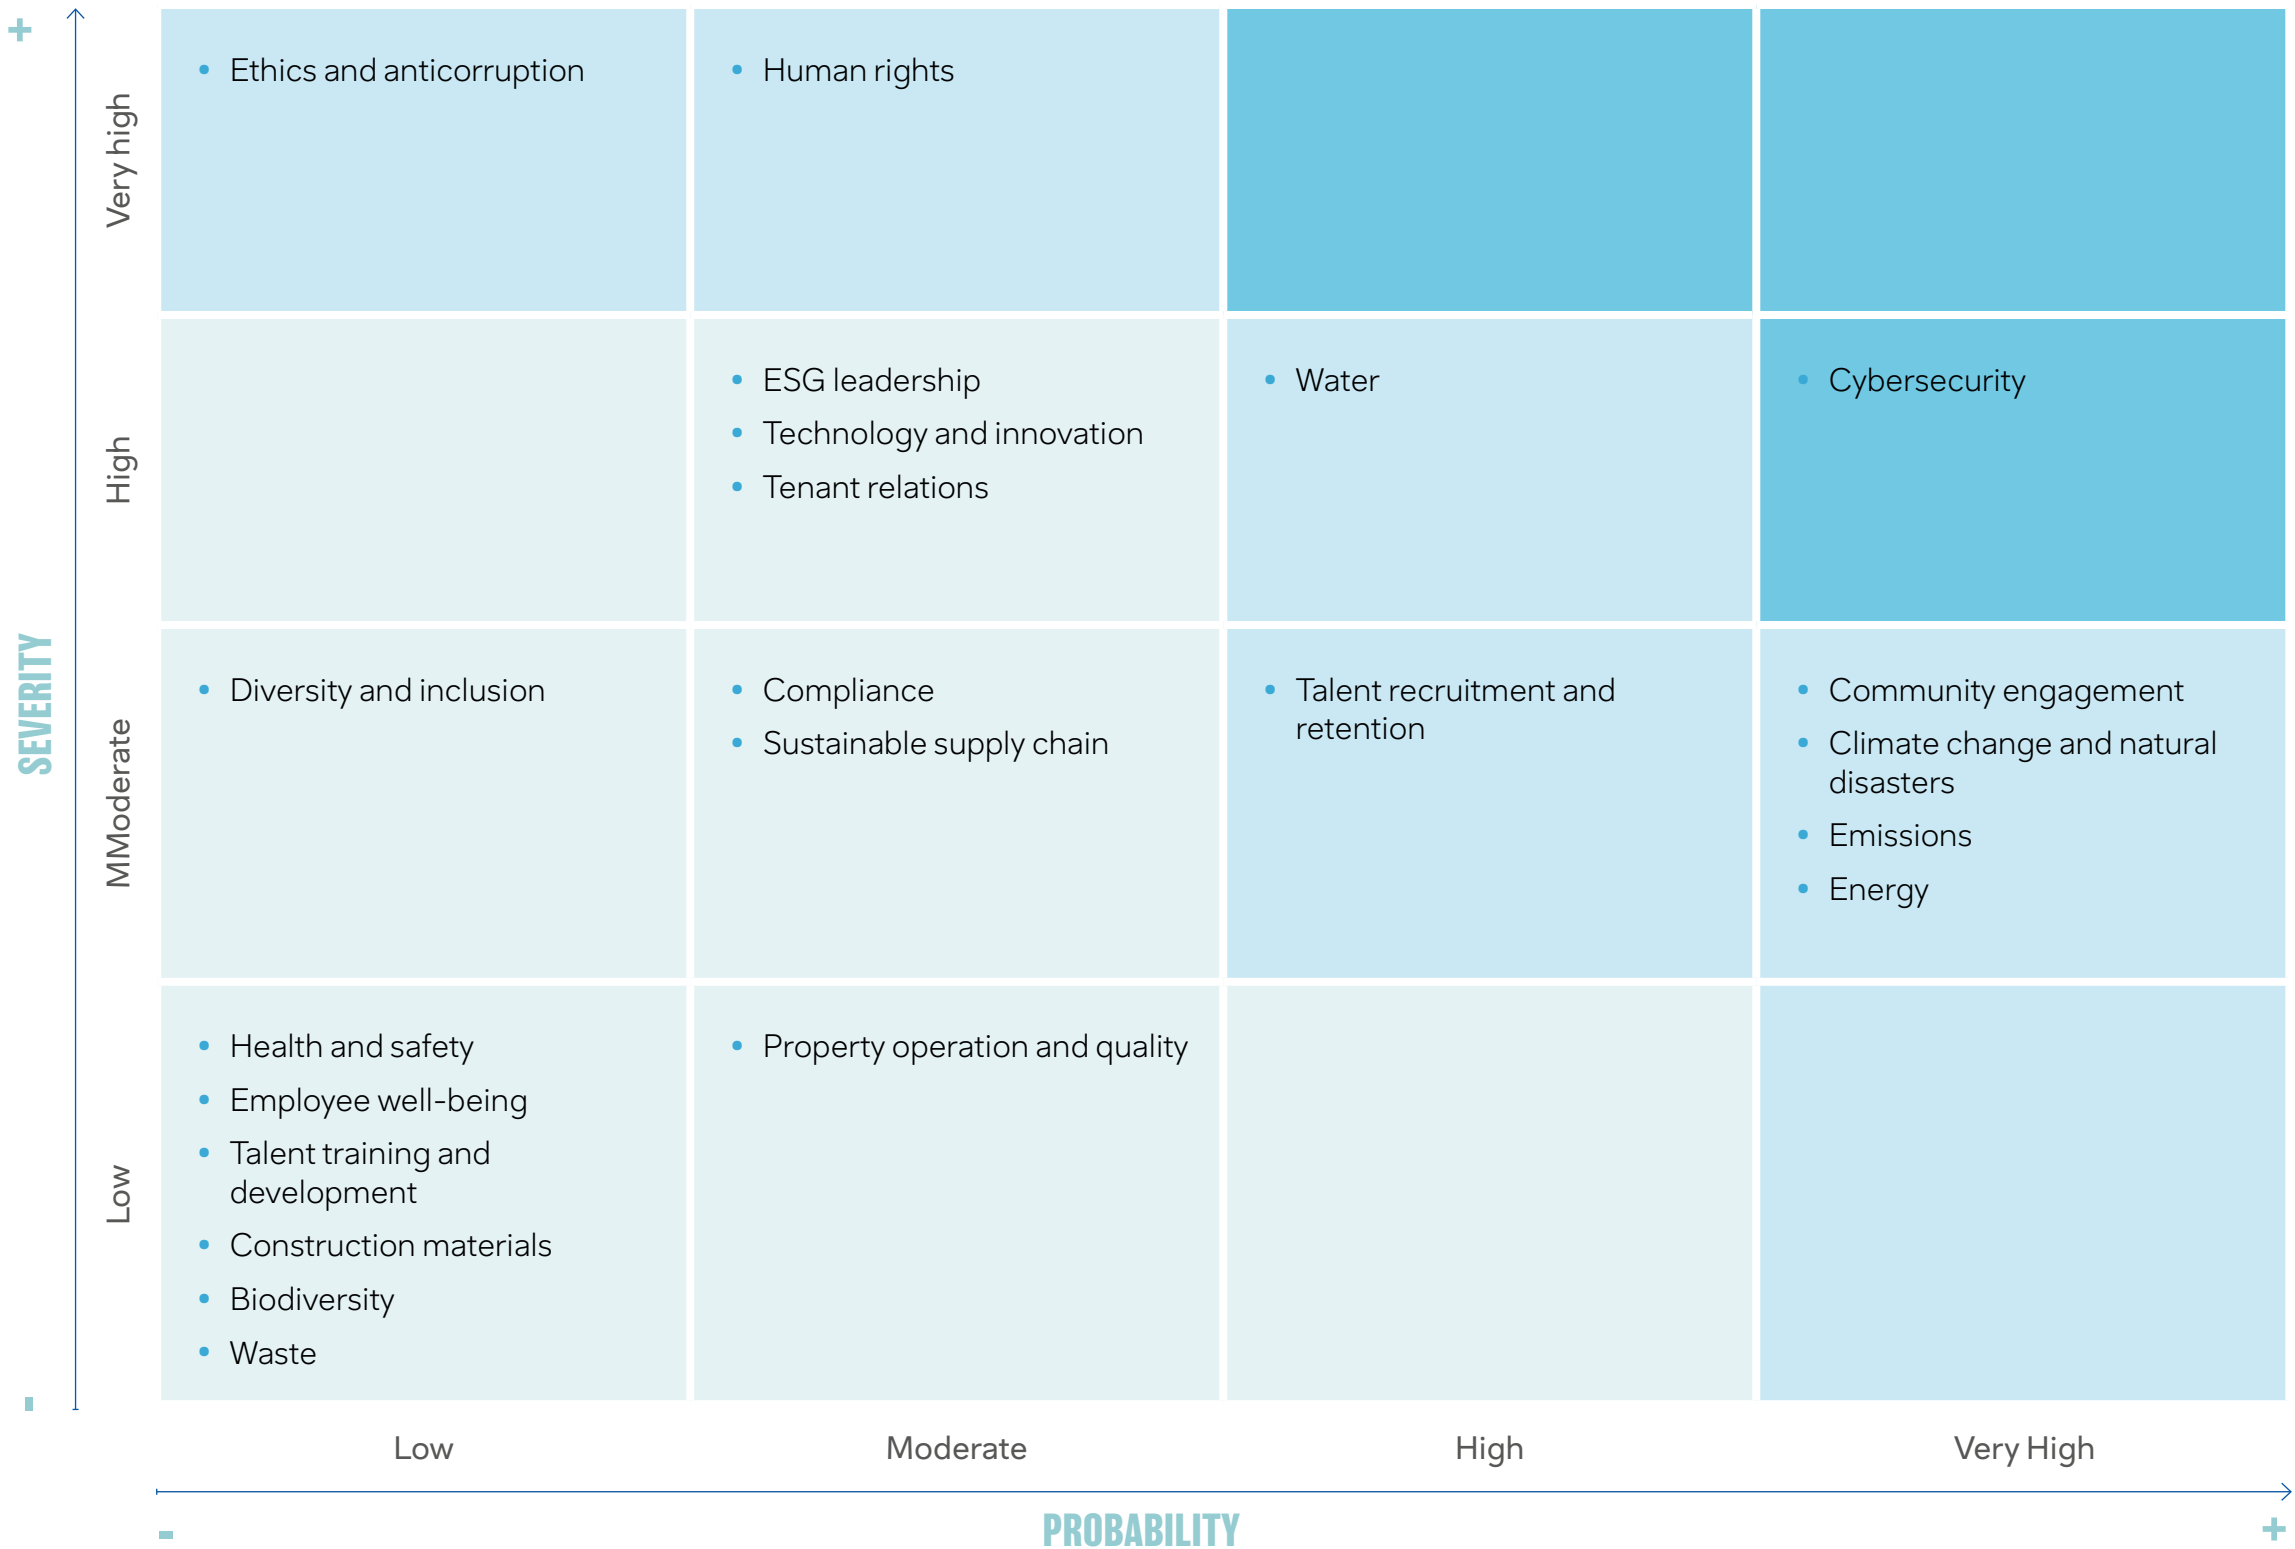 +
SEVERITY
-
Very high
• Ethics and anticorruption
• Human rights
High
• ESG leadership
• Technology and innovation
• Tenant relations
• Water
• Cybersecurity
MModerate
• Diversity and inclusion
• Compliance
• Sustainable supply chain
• Talent recruitment and
retention
• Community engagement
• Climate change and natural
disasters
• Emissions
• Energy
Low
• Health and safety
• Employee well-being
• Talent training and
development
• Construction materials
• Biodiversity
• Waste
• Property operation and quality
Low
Moderate
High
Very High
-
PROBABILITY
+